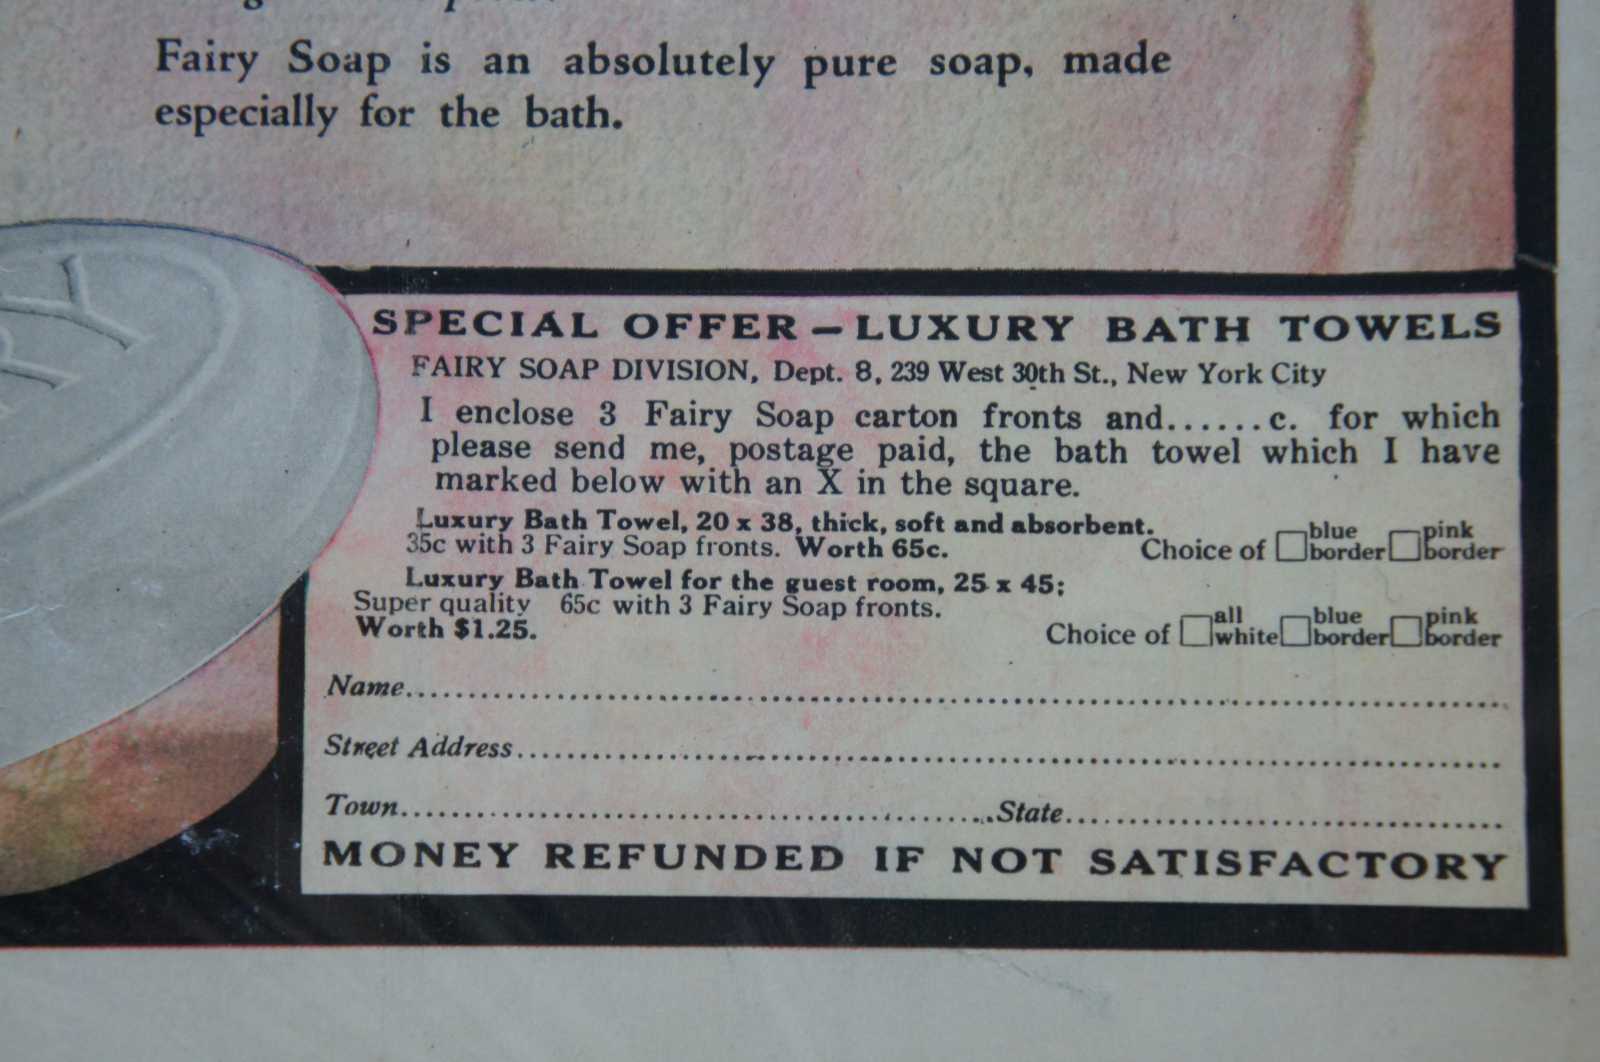 Fairy Soap is an absolutely pure soap, made
especially for the bath.
SPECIAL OFFER – LUXURY BATH TOWELS
FAIRY SOAP DIVISION, Dept. 8, 239 West 30th St., New York City
I enclose 3 Fairy Soap carton fronts and......c. for which
please send me, postage paid, the bath towel which I have
marked below with an X in the square.
Luxury Bath Towel, 20 x 38, thick, soft and absorbent.
35c with 3 Fairy Soap fronts. Worth 65c.
Choice of □ blue border □ pink border
Luxury Bath Towel for the guest room, 25 x 45;
Super quality 65c with 3 Fairy Soap fronts.
Worth $1.25.
Choice of □ all white □ blue border □ pink border
Name
Street Address
Town State
MONEY REFUNDED IF NOT SATISFACTORY